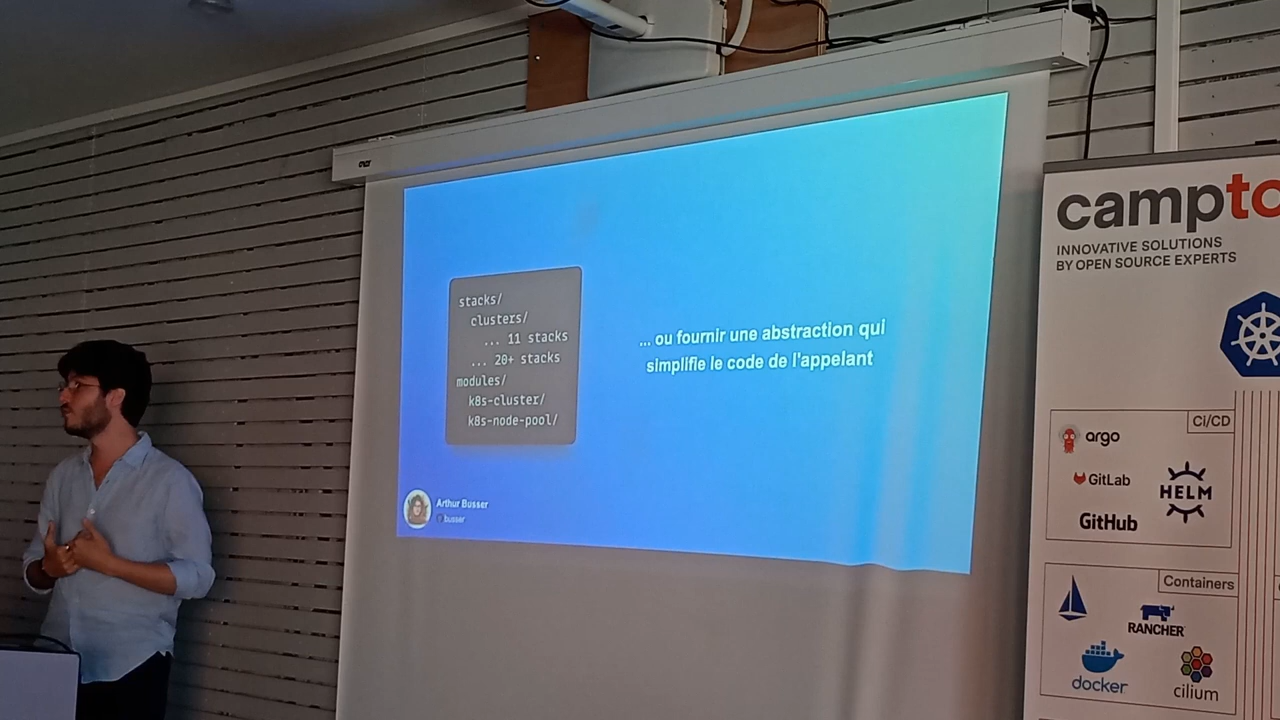 stacks/
clusters/
... 11 stacks
... 20+ stacks
modules/
k8s-cluster/
k8s-node-pool/
... ou fournir une abstraction qui
simplifie le code de l'appelant
Arthur Busser
busser
campto
INNOVATIVE SOLUTIONS
BY OPEN SOURCE EXPERTS
CI/CD
argo
GitLab
HELM
GitHub
Containers
RANCHER
docker
cilium